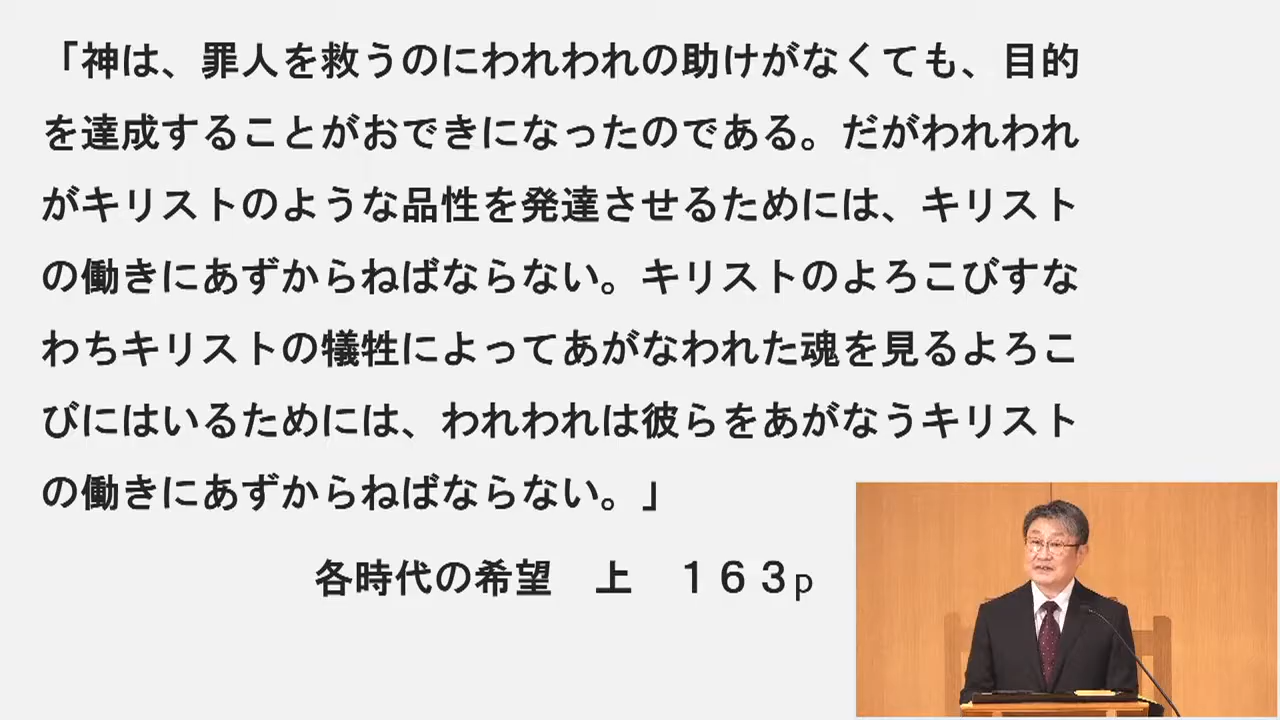 「神は、罪人を救うのにわれわれの助けがなくても、目的
を達成することがおできになったのである。だがわれわれ
がキリストのような品性を発達させるためには、キリスト
の働きにあずからねばならない。キリストのよろこびすな
わちキリストの犠牲によってあがなわれた魂を見るよろこ
びにはいるためには、われわれは彼らをあがなうキリスト
の働きにあずからねばならない。」
各時代の希望　上　１６３p